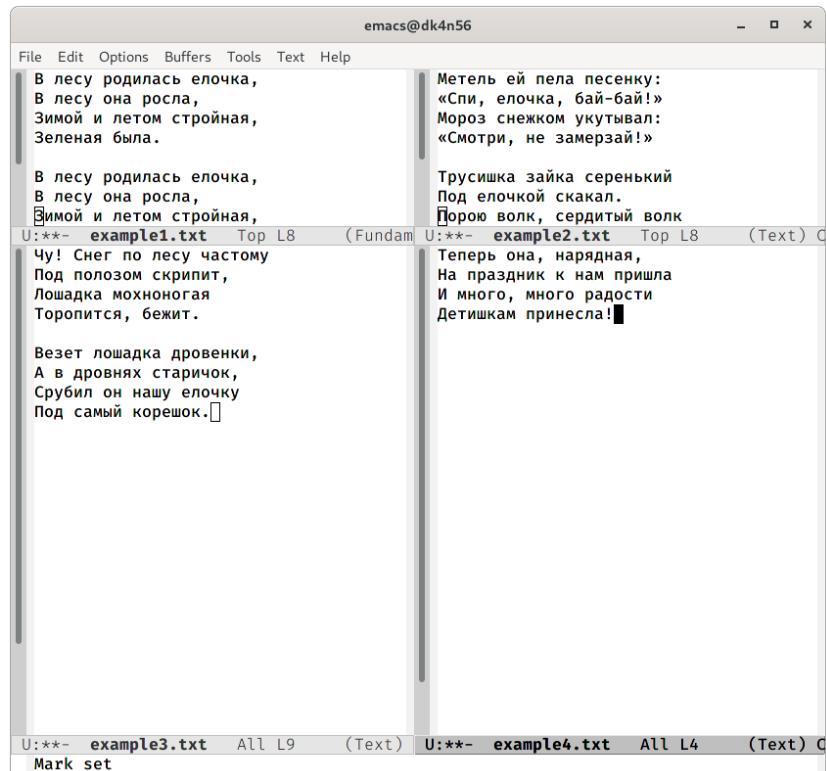 emacs@dk4n56
File Edit Options Buffers Tools Text Help
В лесу родилась елочка,
В лесу она росла,
Зимой и летом стройная,
Зеленая была.
В лесу родилась елочка,
В лесу она росла,
Зимой и летом стройная,
U:**- example1.txt Top L8 (Fundam
Метель ей пела песенку:
«Спи, елочка, бай-бай!»
Мороз снежком укутывал:
«Смотри, не замерзай!»
Трусишка зайка серенький
Под елочкой скакал.
Порою волк, сердитый волк
U:**- example2.txt Top L8 (Text) C
Чу! Снег по лесу частому
Под полозом скрипит,
Лошадка мохноногая
Торопится, бежит.
Везет лошадка дровенки,
А в дровнях старичок,
Срубил он нашу елочку
Под самый корешок.
U:**- example3.txt All L9 (Text)
Теперь она, нарядная,
На праздник к нам пришла
И много, много радости
Детишкам принесла!
U:**- example4.txt All L4 (Text) C
Mark set